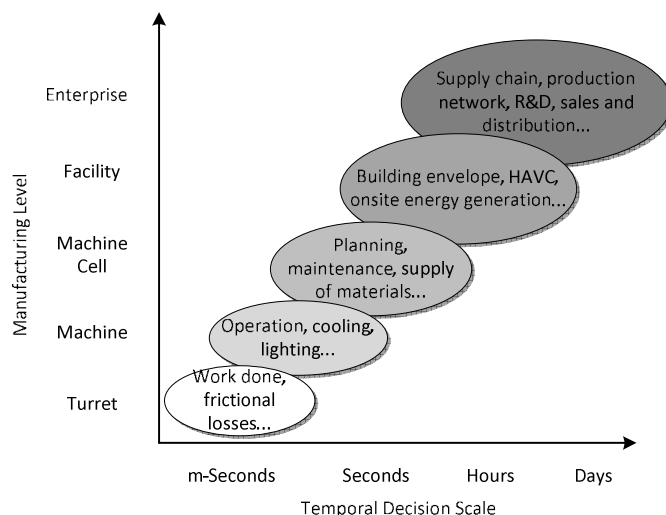 Enterprise
Supply chain, production
network, R&D, sales and
distribution...
Facility
Building envelope, HAVC,
onsite energy generation...
Manufacturing Level
Machine
Cell
Planning,
maintenance, supply
of materials...
Machine
Operation, cooling,
lighting...
Turret
Work done,
frictional
losses...
m-Seconds
Seconds
Hours
Days
Temporal Decision Scale